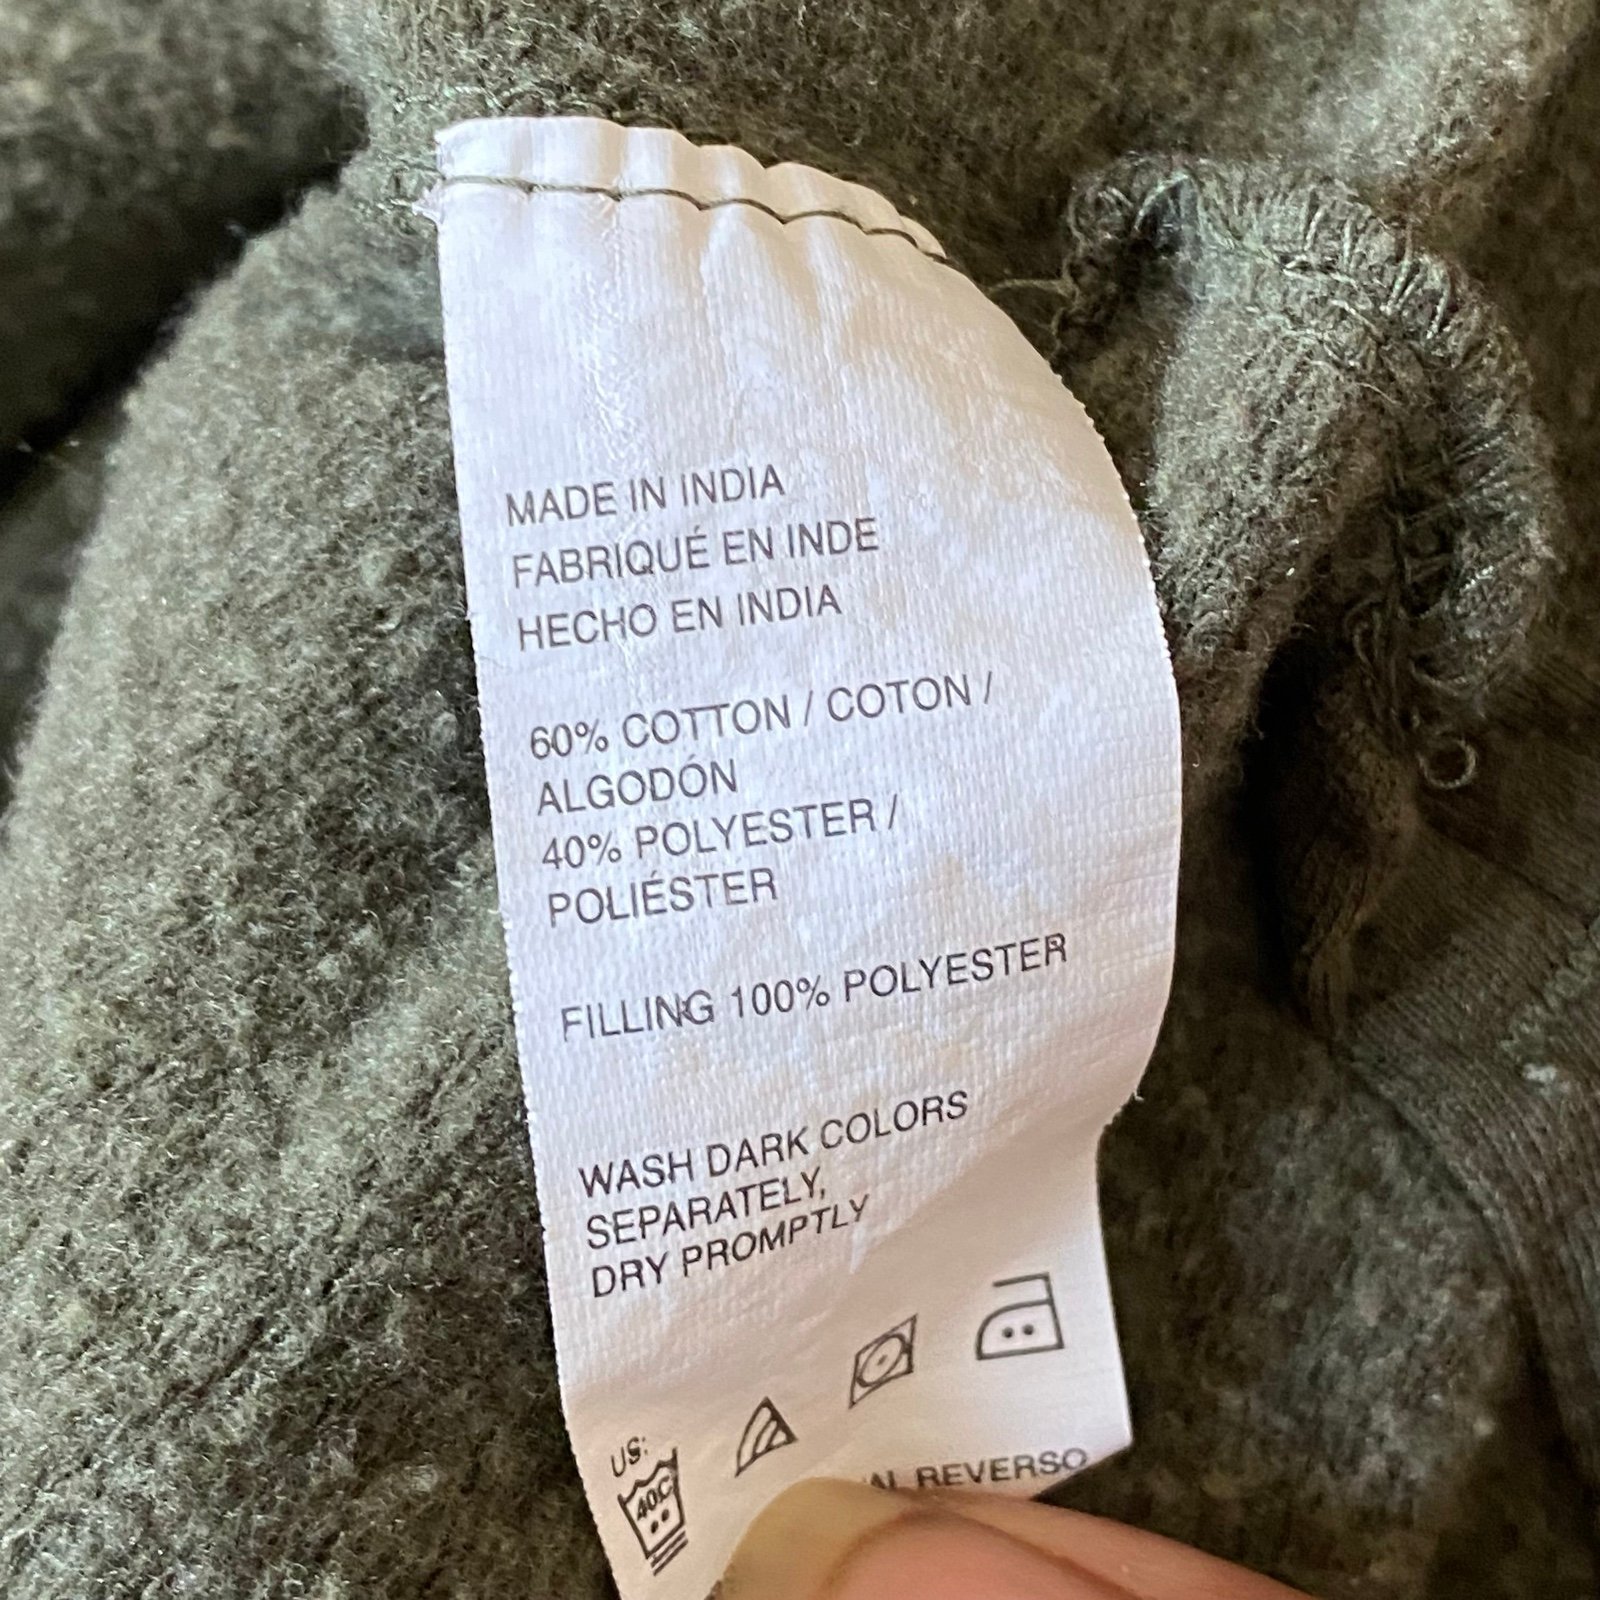 MADE IN INDIA
FABRIQUÉ EN INDE
HECHO EN INDIA
60% COTTON / COTON /
ALGODÓN
40% POLYESTER /
POLIÉSTER
FILLING 100% POLYESTER
WASH DARK COLORS
SEPARATELY,
DRY PROMPTLY
US:
40C
AL REVERSO